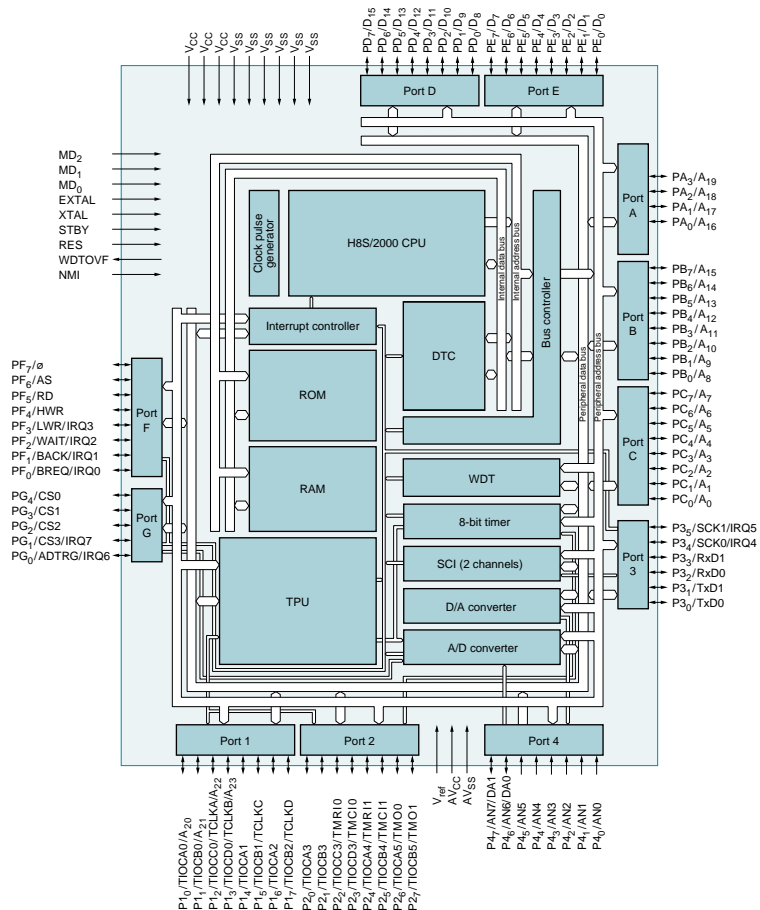 V_CC
V_CC
V_CC
V_SS
V_SS
V_SS
V_SS
V_SS
V_SS
PD7/D15
PD6/D14
PD5/D13
PD4/D12
PD3/D11
PD2/D10
PD1/D9
PD0/D8
PE7/D7
PE6/D6
PE5/D5
PE4/D4
PE3/D3
PE2/D2
PE1/D1
PE0/D0
Port D
Port E
MD2
MD1
MD0
EXTAL
XTAL
STBY
RES
WDTOVF
NMI
Clock pulse
generator
H8S/2000 CPU
Interrupt controller
ROM
RAM
TPU
DTC
Internal data bus
Internal address bus
Bus controller
Peripheral data bus
Peripheral address bus
WDT
8-bit timer
SCI (2 channels)
D/A converter
A/D converter
Port
A
PA3/A19
PA2/A18
PA1/A17
PA0/A16
Port
B
PB7/A15
PB6/A14
PB5/A13
PB4/A12
PB3/A11
PB2/A10
PB1/A9
PB0/A8
Port
C
PC7/A7
PC6/A6
PC5/A5
PC4/A4
PC3/A3
PC2/A2
PC1/A1
PC0/A0
Port
3
P35/SCK1/IRQ5
P34/SCK0/IRQ4
P33/RxD1
P32/RxD0
P31/TxD1
P30/TxD0
PF7/ø
PF6/AS
PF5/RD
PF4/HWR
PF3/LWR/IRQ3
PF2/WAIT/IRQ2
PF1/BACK/IRQ1
PF0/BREQ/IRQ0
Port
F
PG4/CS0
PG3/CS1
PG2/CS2
PG1/CS3/IRQ7
PG0/ADTRG/IRQ6
Port
G
Port 1
Port 2
Port 4
P10/TIOCA0/A20
P11/TIOCB0/A21
P12/TIOCC0/TCLKA/A22
P13/TIOCD0/TCLKB/A23
P14/TIOCA1
P15/TIOCB1/TCLKC
P16/TIOCA2
P17/TIOCB2/TCLKD
P20/TIOCA3
P21/TIOCB3
P22/TIOCC3/TMRI0
P23/TIOCD3/TMCI0
P24/TIOCA4/TMRI1
P25/TIOCB4/TMCI1
P26/TIOCA5/TMO0
P27/TIOCB5/TMO1
V_ref
AV_CC
AV_SS
P47/AN7/DA1
P46/AN6/DA0
P45/AN5
P44/AN4
P43/AN3
P42/AN2
P41/AN1
P40/AN0